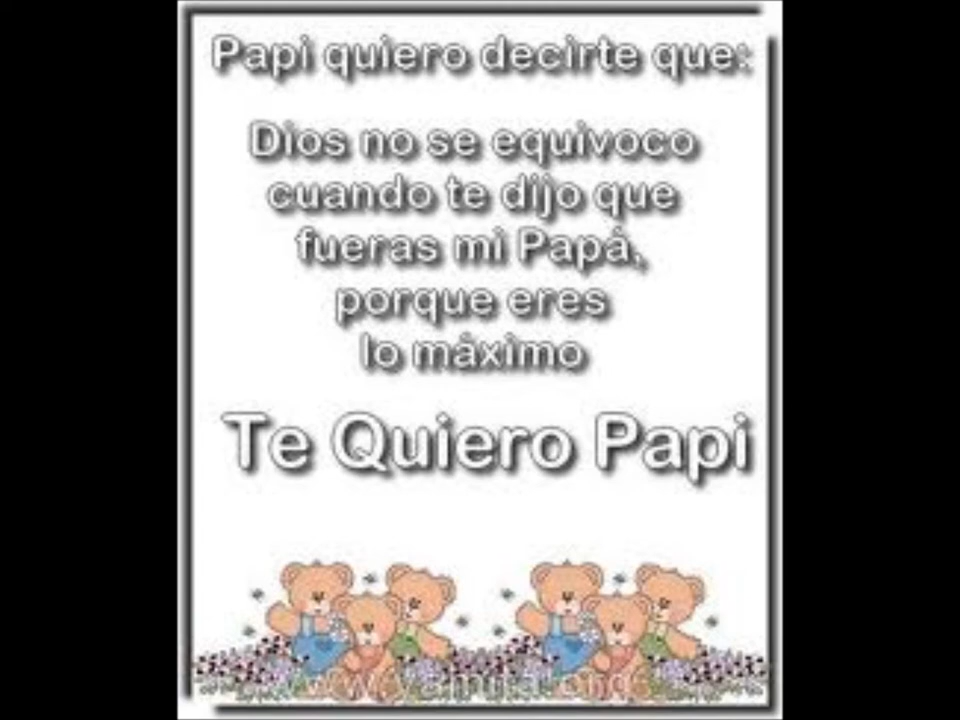 Papi quiero decirte que:
Dios no se equivoco
cuando te dijo que
fueras mi Papá,
porque eres
lo máximo
Te Quiero Papi